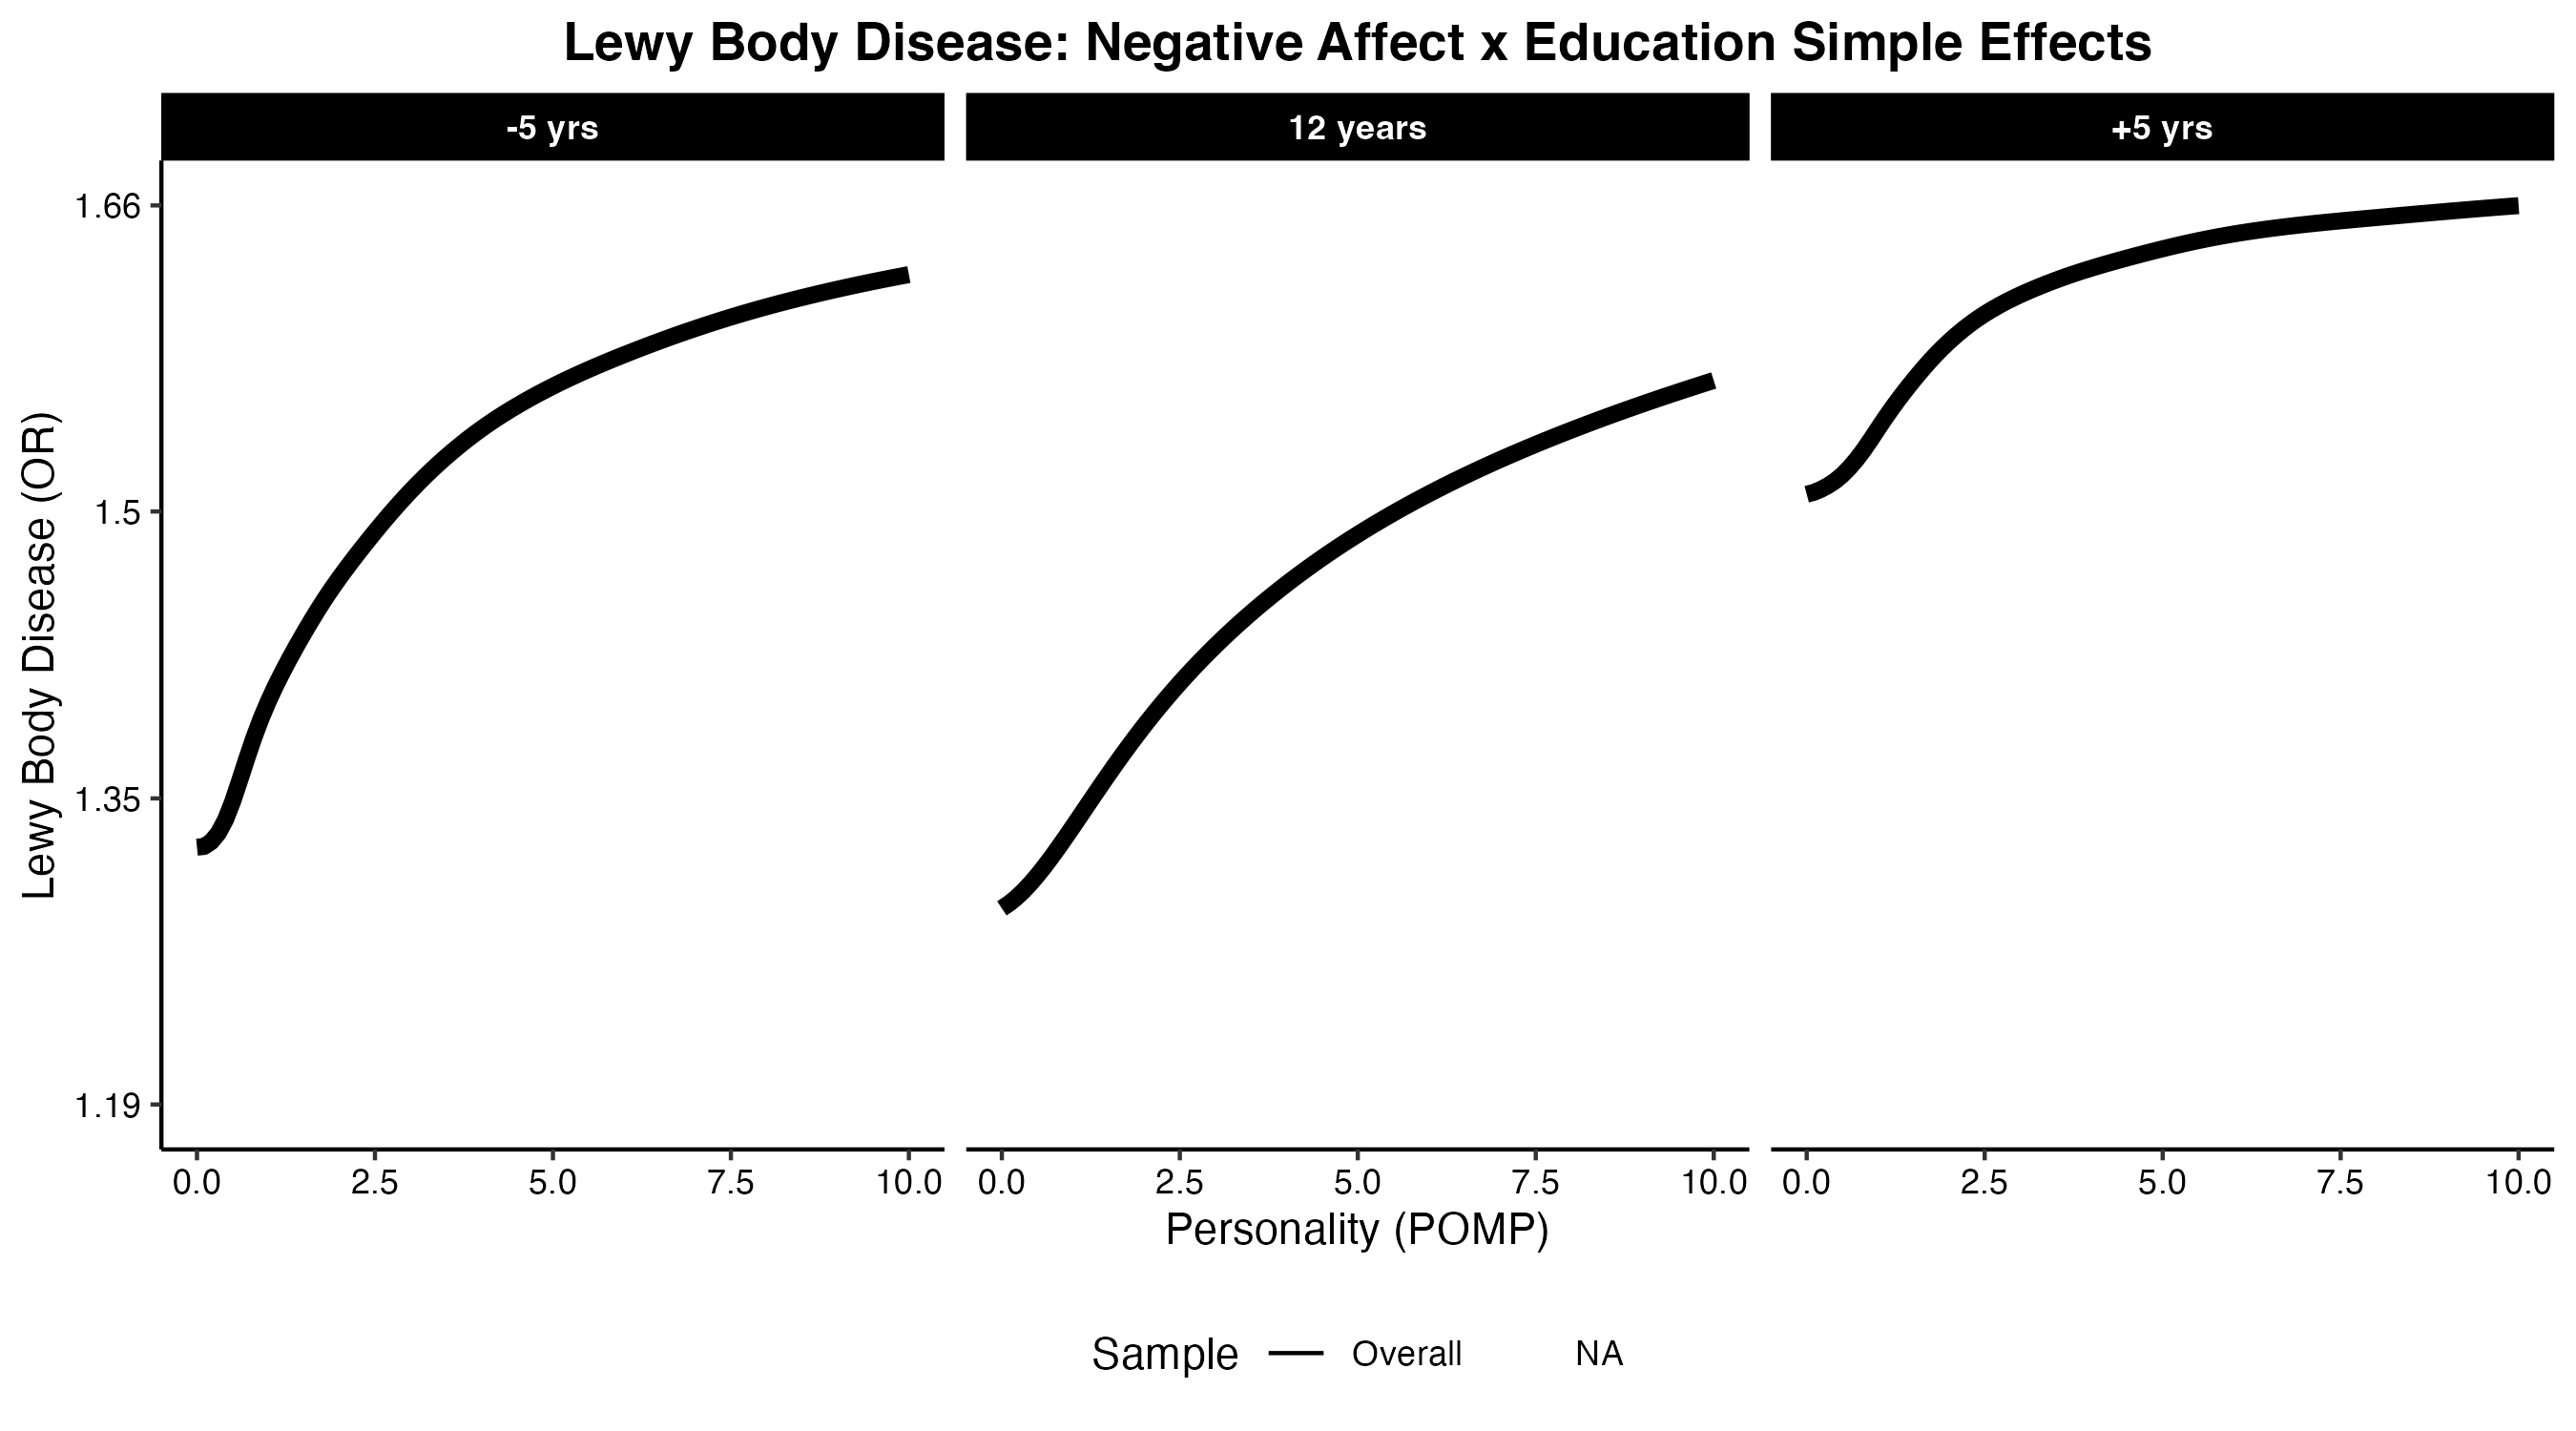 Lewy Body Disease: Negative Affect x Education Simple Effects
-5 yrs
12 years
+5 yrs
Lewy Body Disease (OR)
1.66
1.5
1.35
1.19
0.0 2.5 5.0 7.5 10.0
0.0 2.5 5.0 7.5 10.0
0.0 2.5 5.0 7.5 10.0
Personality (POMP)
Sample Overall NA